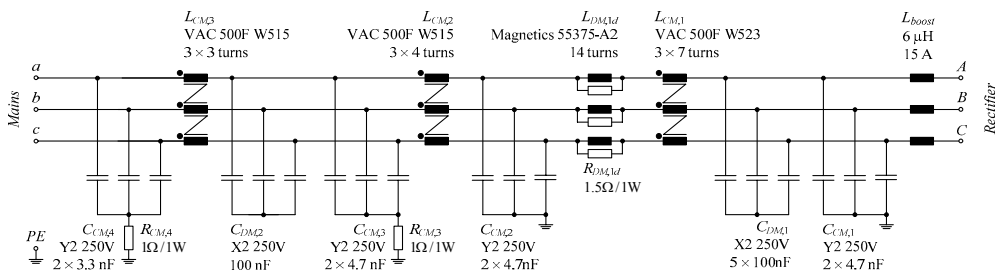 L_CM,3
VAC 500F W515
3 × 3 turns
L_CM,2
VAC 500F W515
3 × 4 turns
L_DM,1d
Magnetics 55375-A2
14 turns
L_CM,1
VAC 500F W523
3 × 7 turns
L_boost
6 µH
15 A
Mains
a
b
c
A
B
C
Rectifier
R_DM,1d
1.5Ω/1W
PE
C_CM,4
Y2 250V
2 × 3.3 nF
R_CM,4
1Ω/1W
C_DM,2
X2 250V
100 nF
C_CM,3
Y2 250V
2 × 4.7 nF
R_CM,3
1Ω/1W
C_CM,2
Y2 250V
2 × 4.7nF
C_DM,1
X2 250V
5 × 100nF
C_CM,1
Y2 250V
2 × 4.7 nF